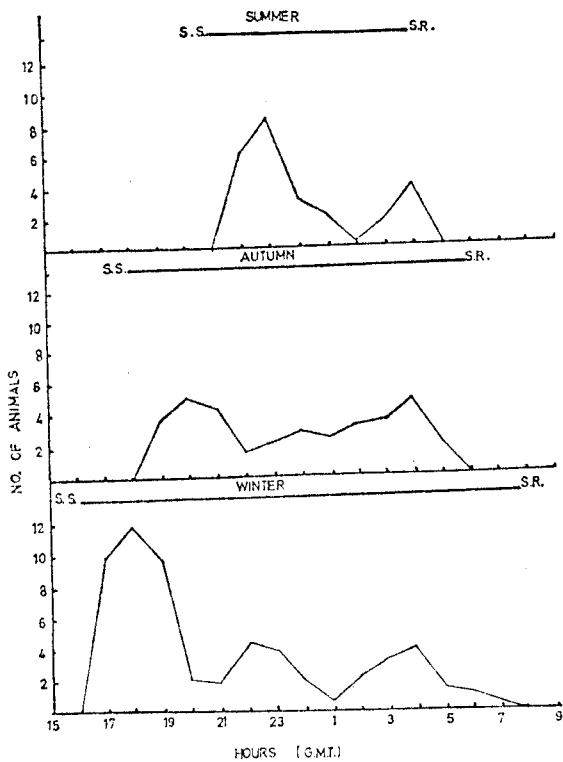 SUMMER
S.S. S.R.
12
10
8
6
4
2
AUTUMN
S.S. S.R.
12
10
8
6
4
2
NO. OF ANIMALS
WINTER
S.S. S.R.
12
10
8
6
4
2
15 17 19 21 23 1 3 5 7 9
HOURS (G.M.T.)